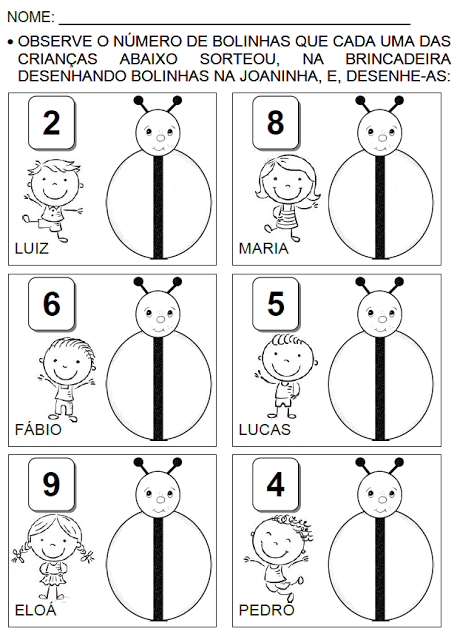 NOME: ___________________________________________
• OBSERVE O NÚMERO DE BOLINHAS QUE CADA UMA DAS
CRIANÇAS ABAIXO SORTEOU, NA BRINCADEIRA
DESENHANDO BOLINHAS NA JOANINHA, E, DESENHE-AS:
2
LUIZ
8
MARIA
6
FÁBIO
5
LUCAS
9
ELOÁ
4
PEDRO